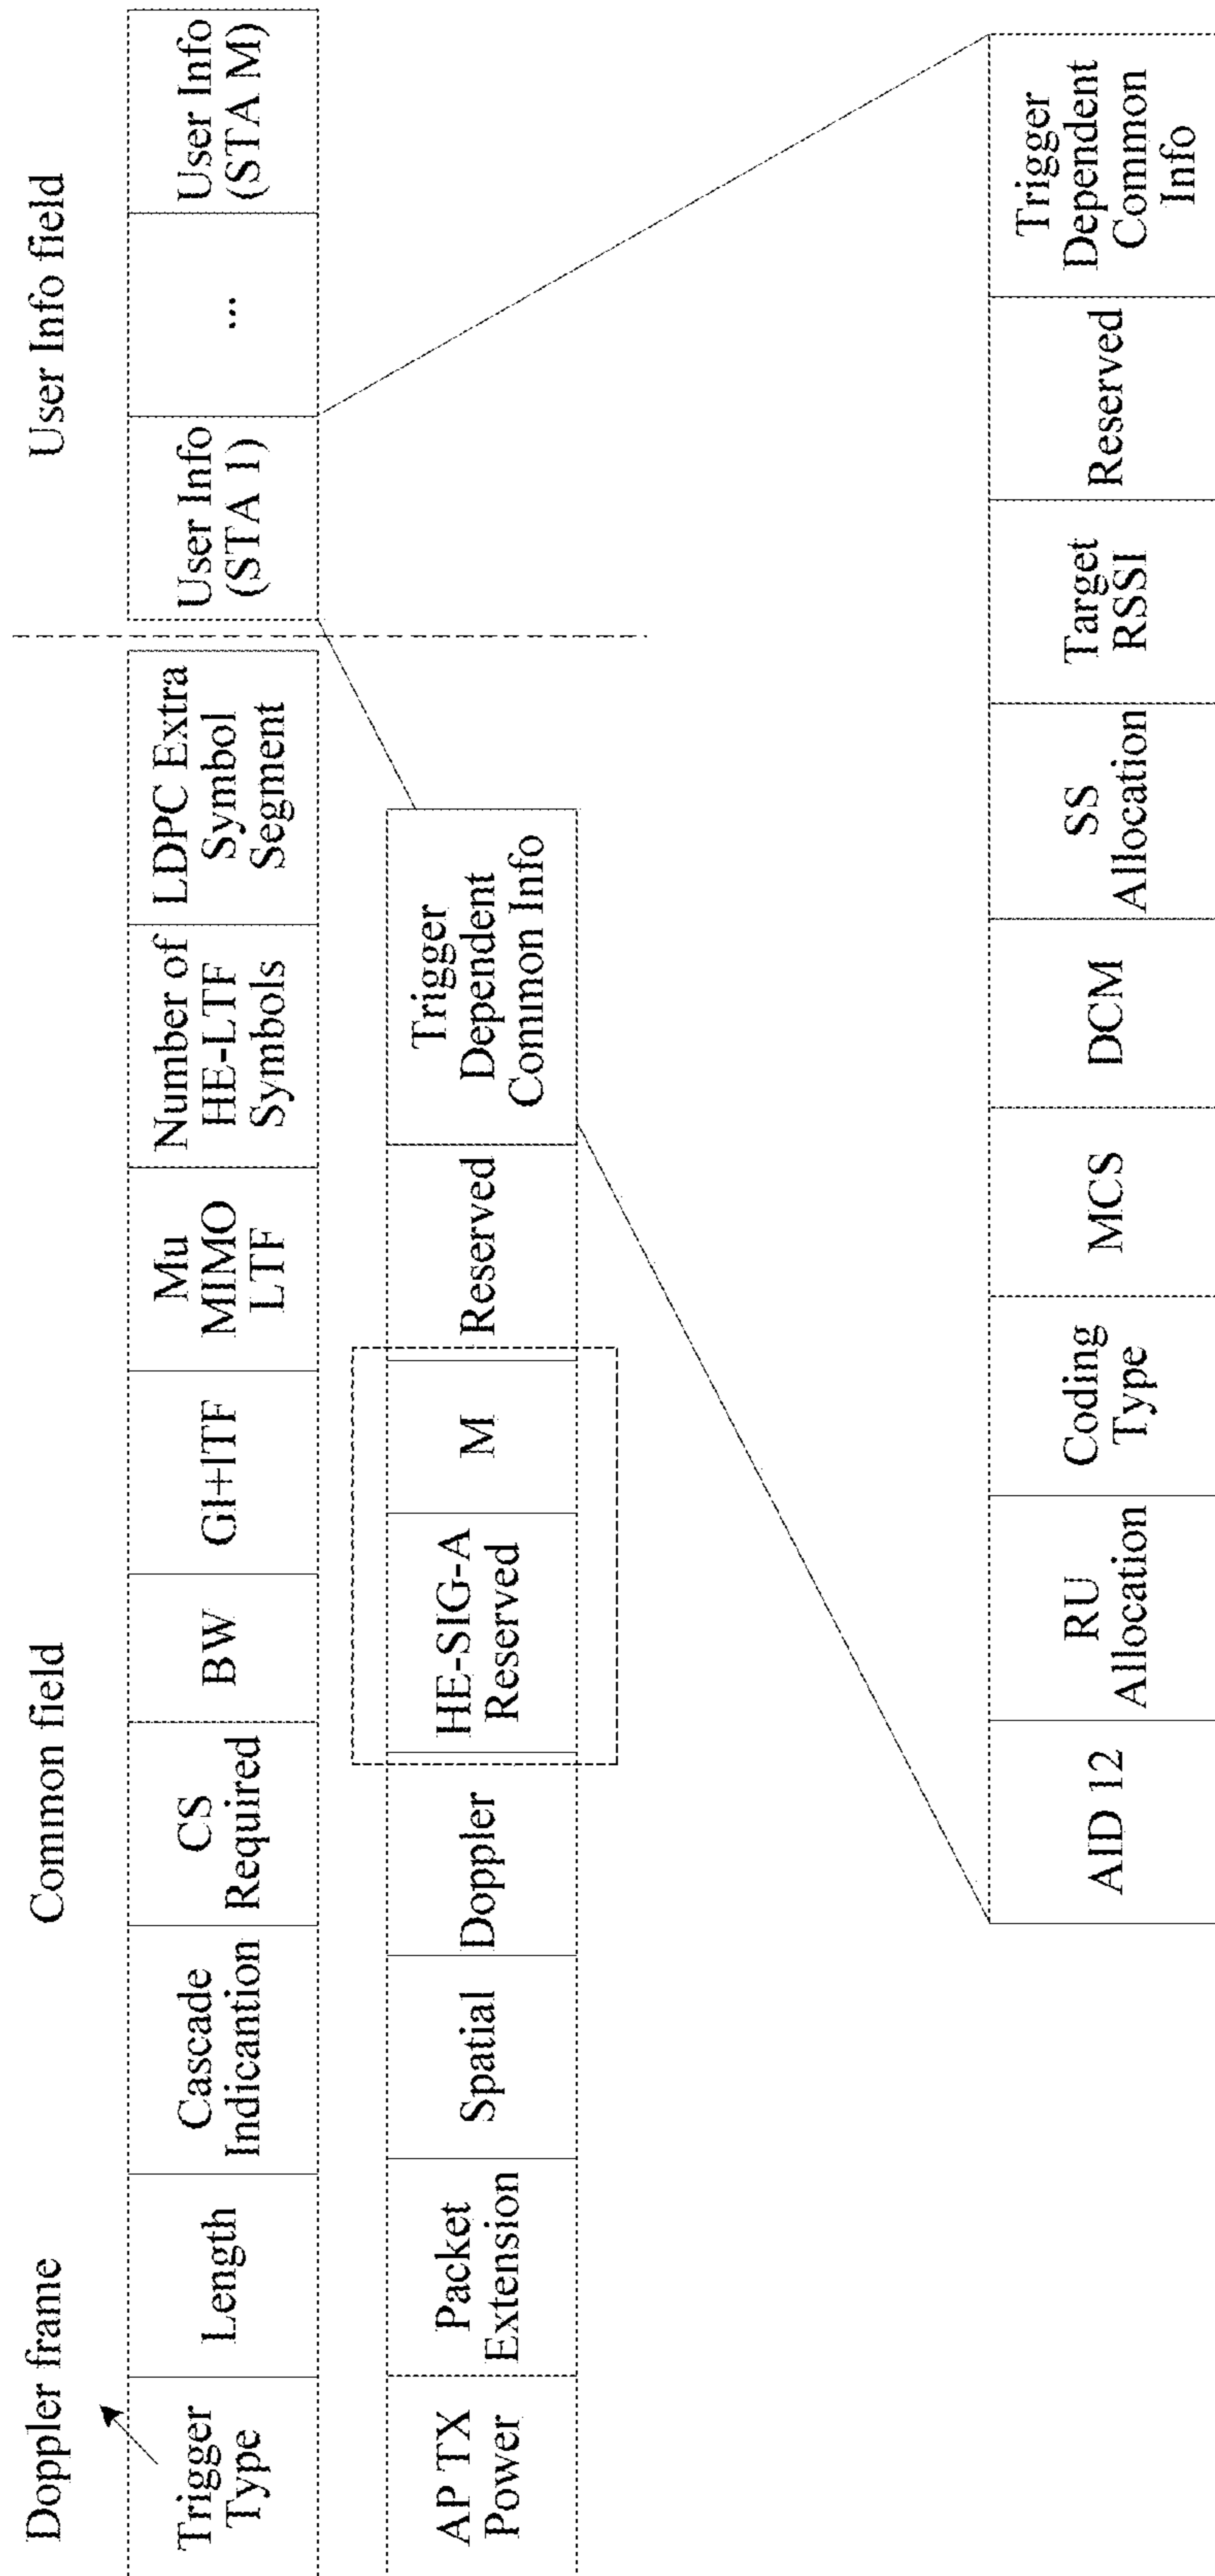 Doppler frame
Common field
User Info field
Trigger
Type
Length
Cascade
Indicantion
CS
Required
BW
GI+lTF
Mu
MIMO
LTF
Number of
HE-LTF
Symbols
LDPC Extra
Symbol
Segment
User Info
(STA 1)
...
User Info
(STA M)
AP TX
Power
Packet
Extension
Spatial
Doppler
HE-SIG-A
Reserved
M
Reserved
Trigger
Dependent
Common Info
AID 12
RU
Allocation
Coding
Type
MCS
DCM
SS
Allocation
Target
RSSI
Reserved
Trigger
Dependent
Common
Info